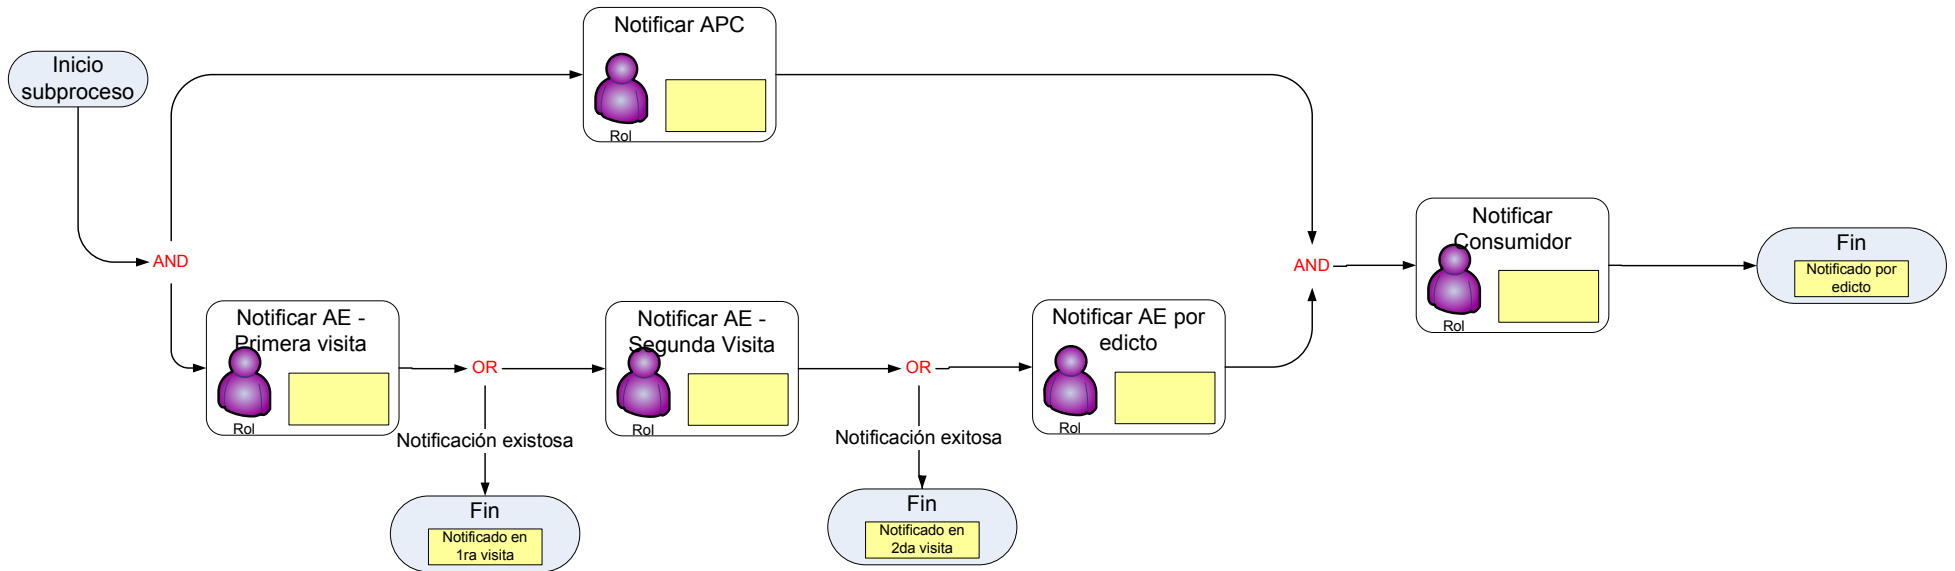 Notificar APC
Rol
Inicio
subproceso
AND
Notificar AE -
Primera visita
Rol
OR
Notificación existosa
Fin
Notificado en
1ra visita
Notificar AE -
Segunda Visita
Rol
OR
Notificación exitosa
Fin
Notificado en
2da visita
Notificar AE por
edicto
Rol
AND
Notificar
Consumidor
Rol
Fin
Notificado por
edicto